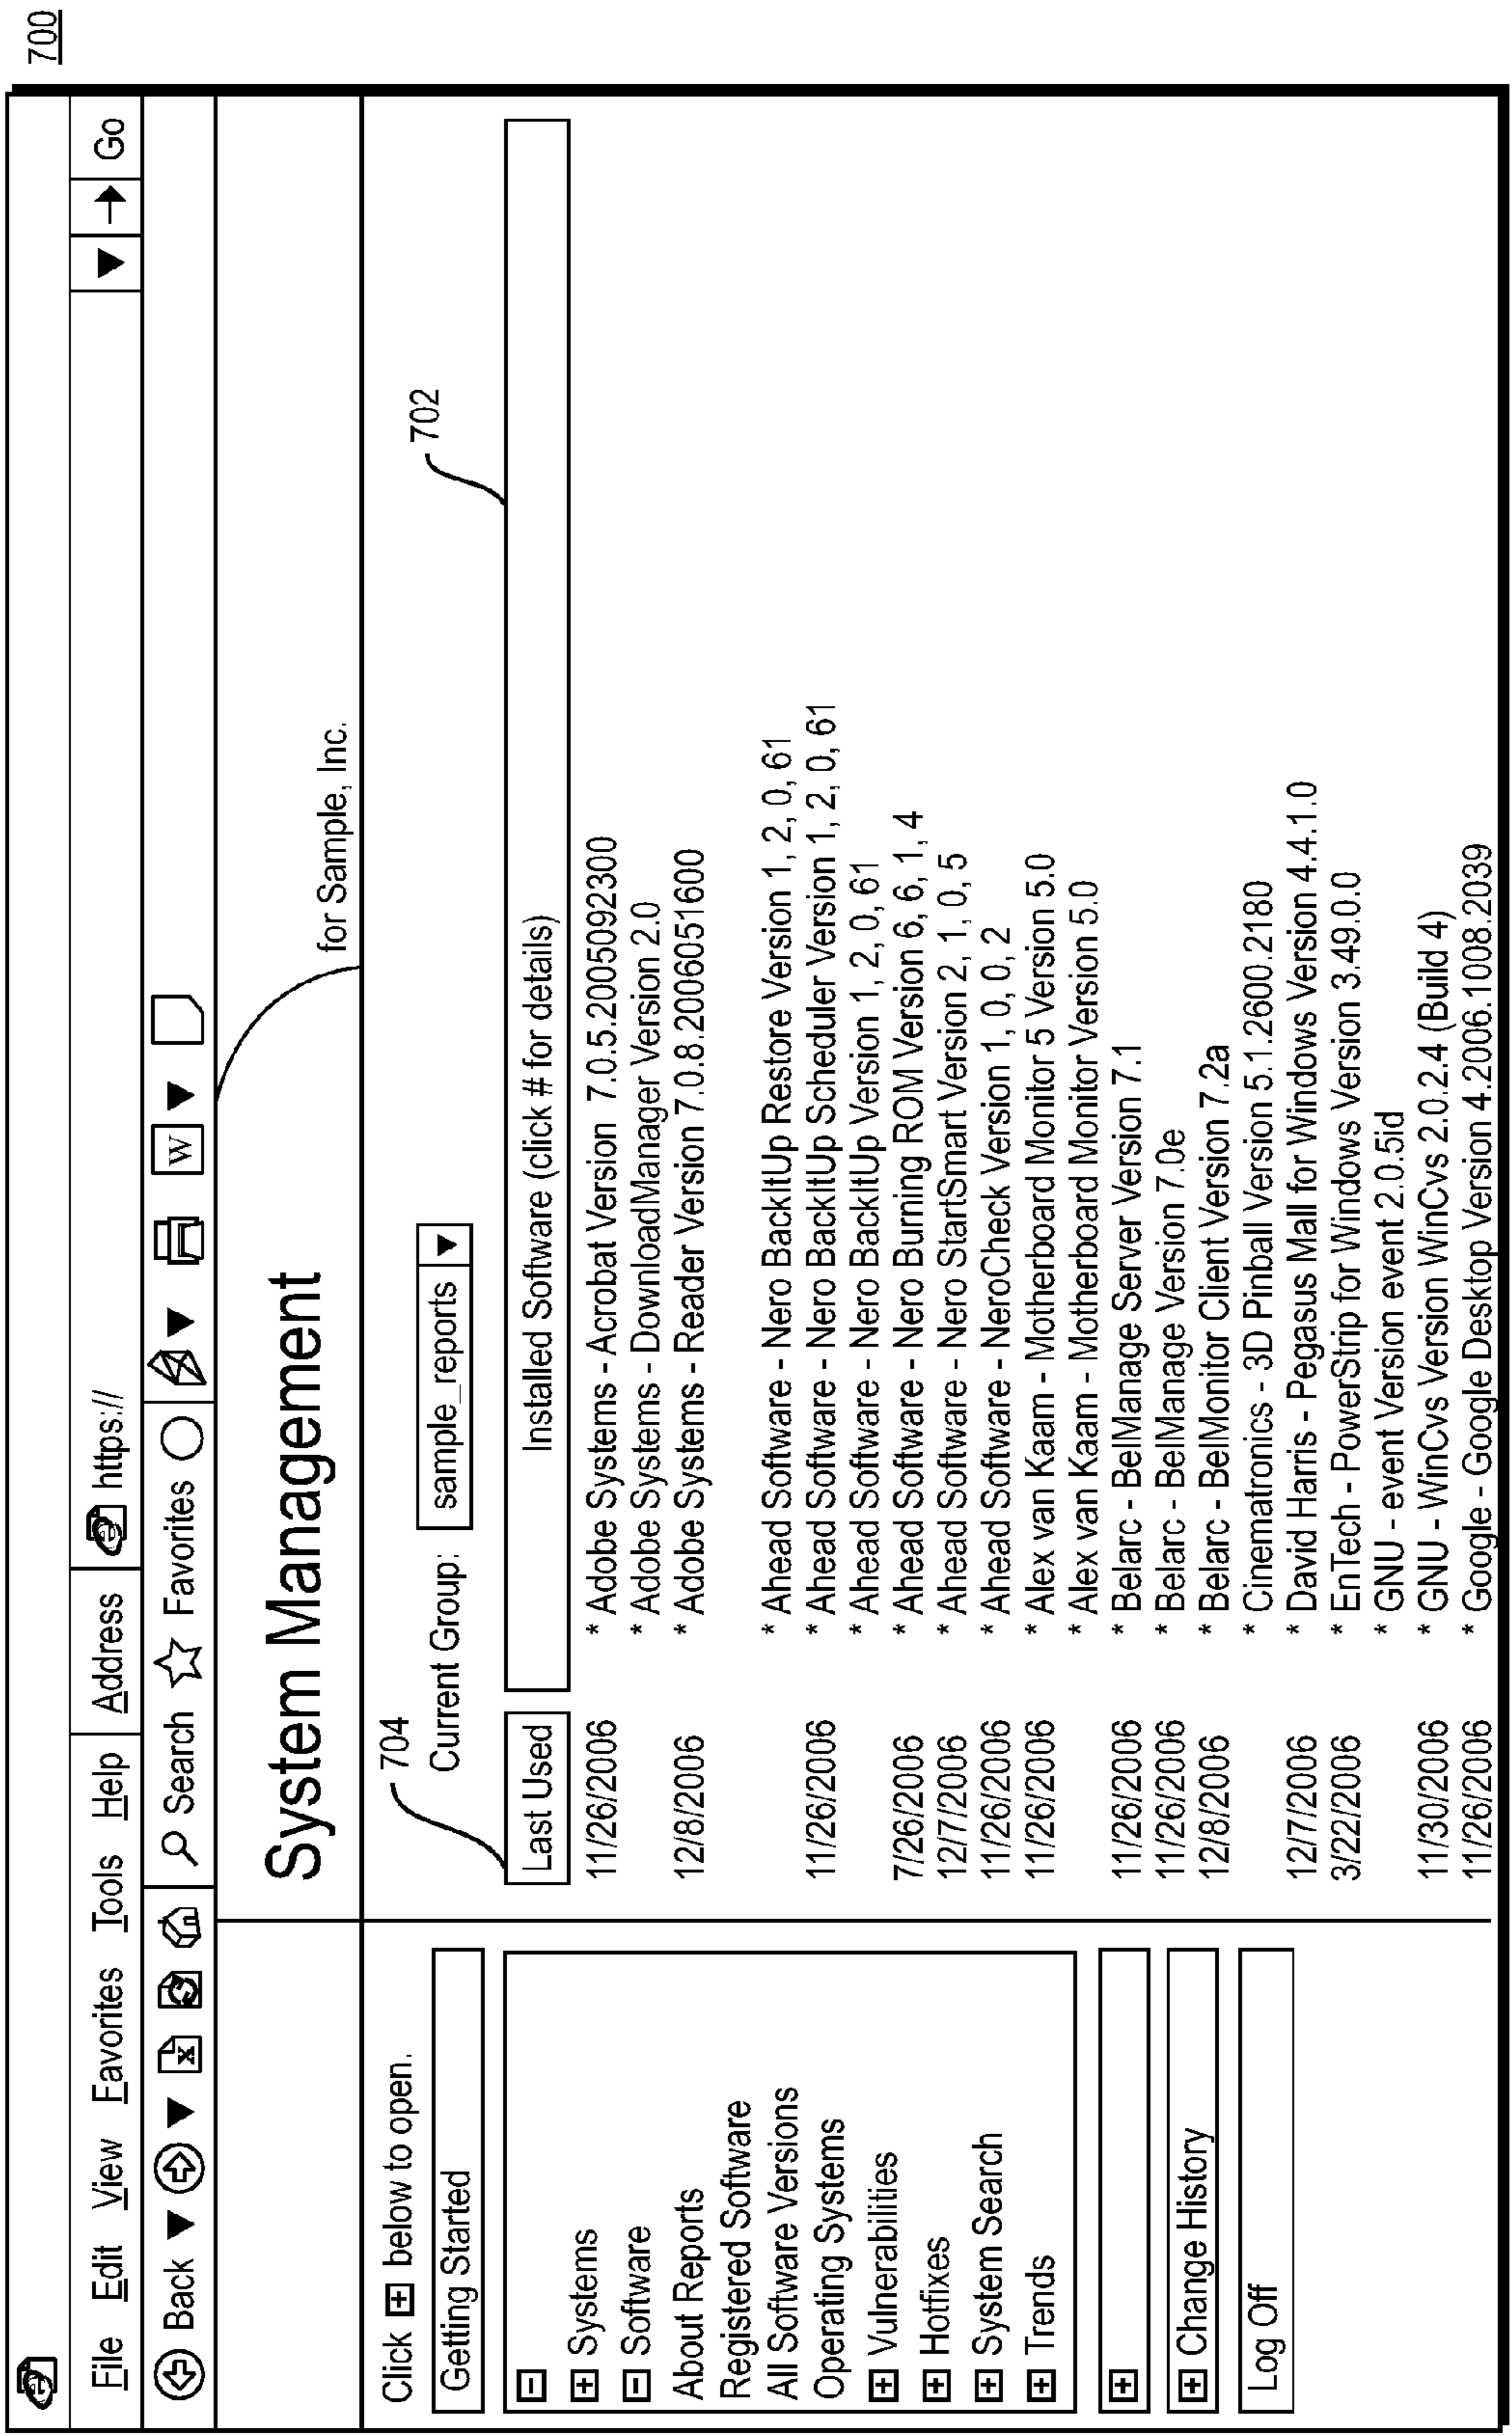 700
File Edit View Favorites Tools Help Address https:// Go
Back Search Favorites W
System Management
for Sample, Inc.
Click + below to open.
Getting Started
Systems
Software
About Reports
Registered Software
All Software Versions
Operating Systems
Vulnerabilities
Hotfixes
System Search
Trends
Change History
Log Off
704
Current Group: sample_reports
702
Last Used Installed Software (click # for details)
11/26/2006 * Adobe Systems - Acrobat Version 7.0.5.2005092300
* Adobe Systems - DownloadManager Version 2.0
12/8/2006 * Adobe Systems - Reader Version 7.0.8.2006051600
* Ahead Software - Nero BackItUp Restore Version 1, 2, 0, 61
11/26/2006 * Ahead Software - Nero BackItUp Scheduler Version 1, 2, 0, 61
* Ahead Software - Nero BackItUp Version 1, 2, 0, 61
7/26/2006 * Ahead Software - Nero Burning ROM Version 6, 6, 1, 4
12/7/2006 * Ahead Software - Nero StartSmart Version 2, 1, 0, 5
11/26/2006 * Ahead Software - NeroCheck Version 1, 0, 0, 2
11/26/2006 * Alex van Kaam - Motherboard Monitor 5 Version 5.0
* Alex van Kaam - Motherboard Monitor Version 5.0
11/26/2006 * Belarc - BelManage Server Version 7.1
11/26/2006 * Belarc - BelManage Version 7.0e
12/8/2006 * Belarc - BelMonitor Client Version 7.2a
* Cinematronics - 3D Pinball Version 5.1.2600.2180
12/7/2006 * David Harris - Pegasus Mall for Windows Version 4.4.1.0
3/22/2006 * EnTech - PowerStrip for Windows Version 3.49.0.0
* GNU - event Version event 2.0.5id
11/30/2006 * GNU - WinCvs Version WinCvs 2.0.2.4 (Build 4)
11/26/2006 * Google - Google Desktop Version 4.2006.1008.2039